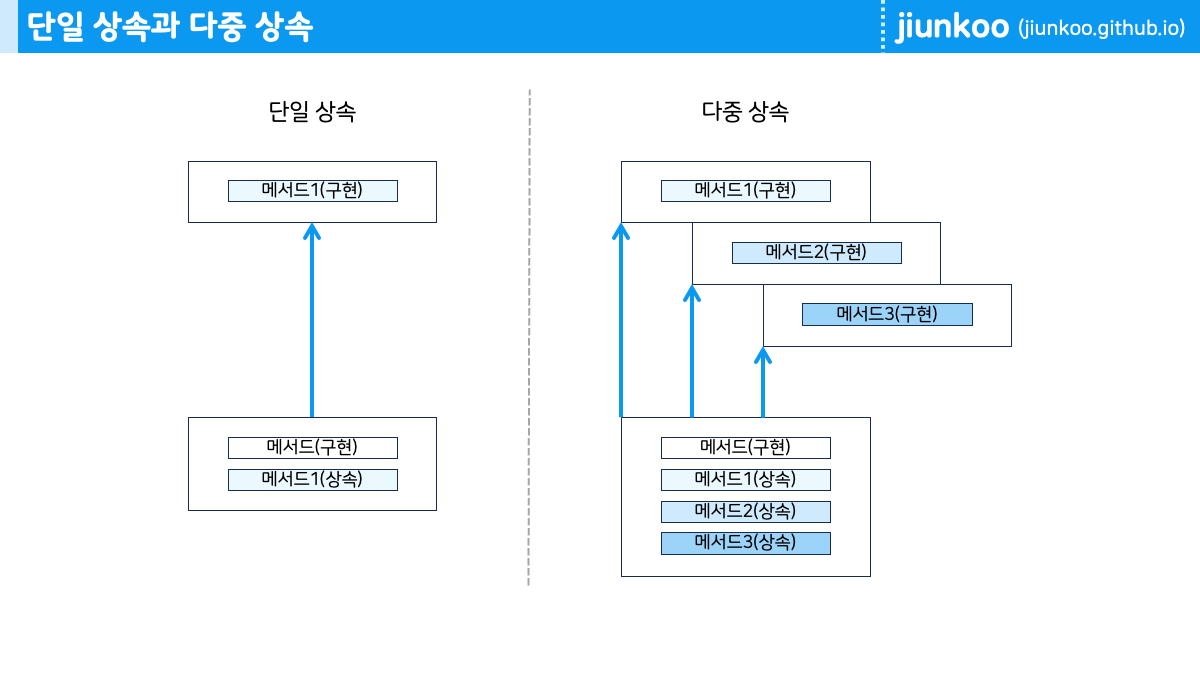 단일 상속과 다중 상속
jiunkoo (jiunkoo.github.io)
단일 상속
메서드1(구현)
메서드(구현)
메서드1(상속)
다중 상속
메서드1(구현)
메서드2(구현)
메서드3(구현)
메서드(구현)
메서드1(상속)
메서드2(상속)
메서드3(상속)